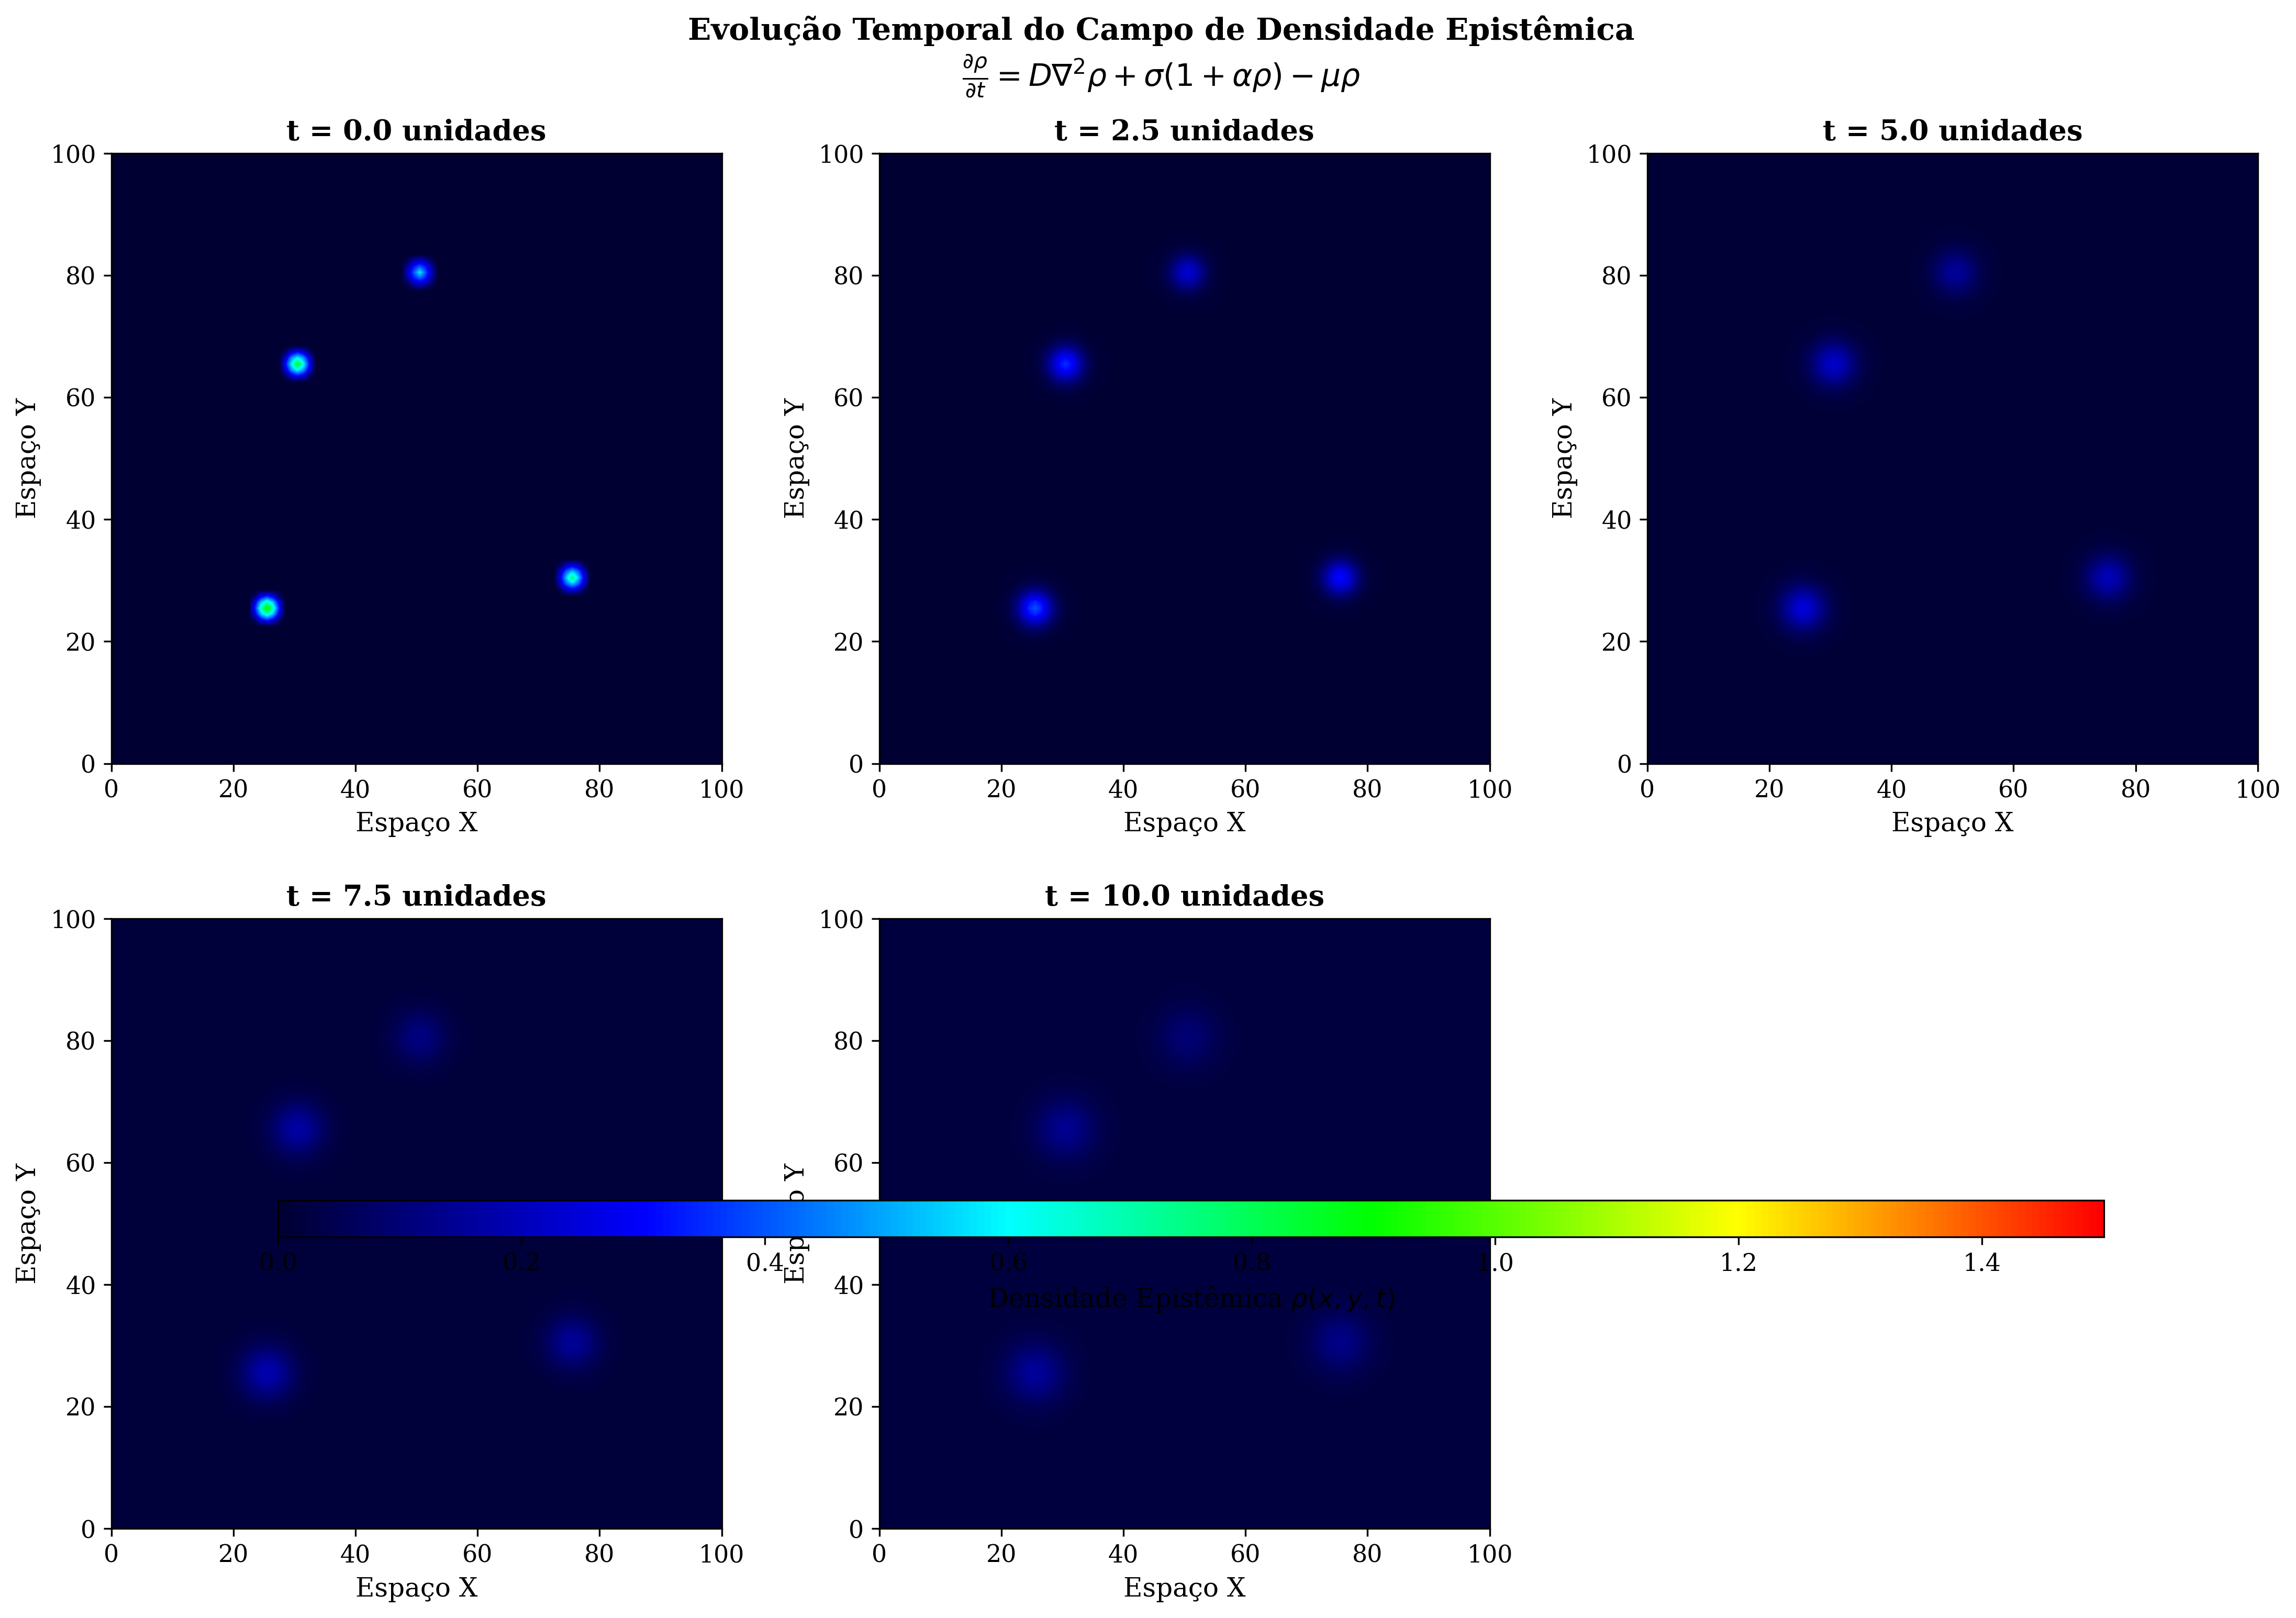 Evolução Temporal do Campo de Densidade Epistêmica
∂ρ/∂t = D∇²ρ + σ(1 + αρ) − μρ
t = 0.0 unidades
100
80
60
40
20
0
Espaço Y
0 20 40 60 80 100
Espaço X
t = 2.5 unidades
100
80
60
40
20
0
Espaço Y
0 20 40 60 80 100
Espaço X
t = 5.0 unidades
100
80
60
40
20
0
Espaço Y
0 20 40 60 80 100
Espaço X
t = 7.5 unidades
100
80
60
40
20
0
Espaço Y
0 20 40 60 80 100
Espaço X
t = 10.0 unidades
100
80
60
40
20
0
Espaço Y
0 20 40 60 80 100
Espaço X
0.0 0.2 0.4 0.6 0.8 1.0 1.2 1.4
Densidade Epistêmica ρ(x, y, t)